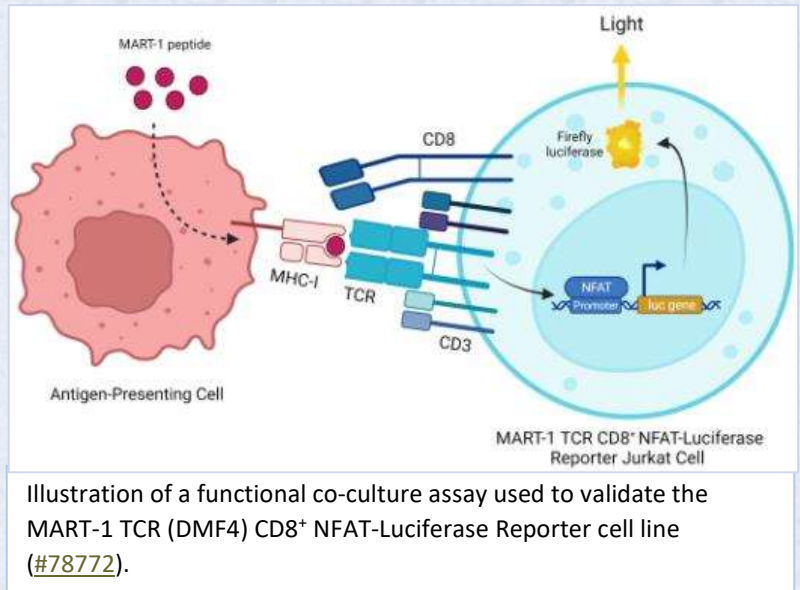 Light
MART-1 peptide
CD8
Firefly
luciferase
MHC-I
TCR
NFAT
Promoter
luc gene
CD3
Antigen-Presenting Cell
MART-1 TCR CD8⁺ NFAT-Luciferase
Reporter Jurkat Cell
Illustration of a functional co-culture assay used to validate the
MART-1 TCR (DMF4) CD8⁺ NFAT-Luciferase Reporter cell line
(#78772).